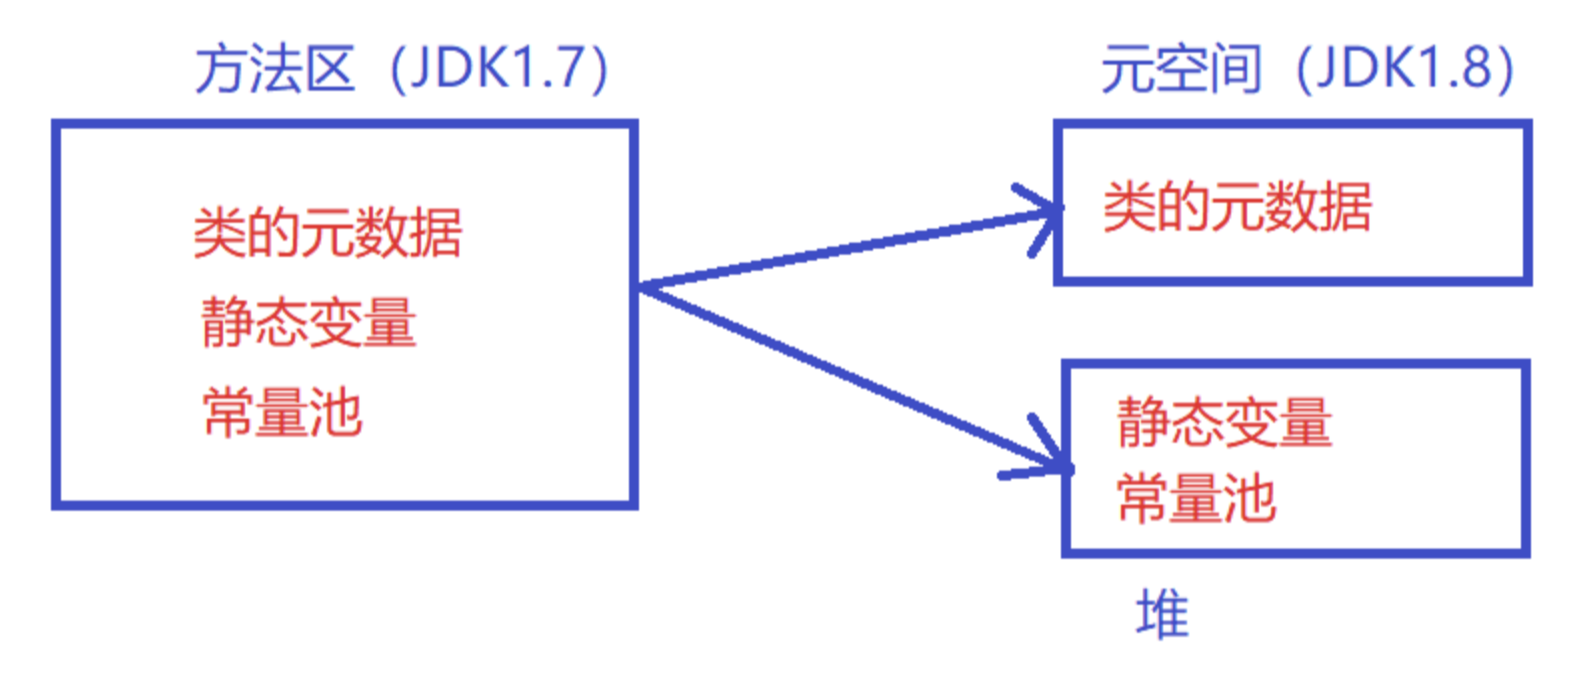 方法区（JDK1.7）
类的元数据
静态变量
常量池
元空间（JDK1.8）
类的元数据
静态变量
常量池
堆